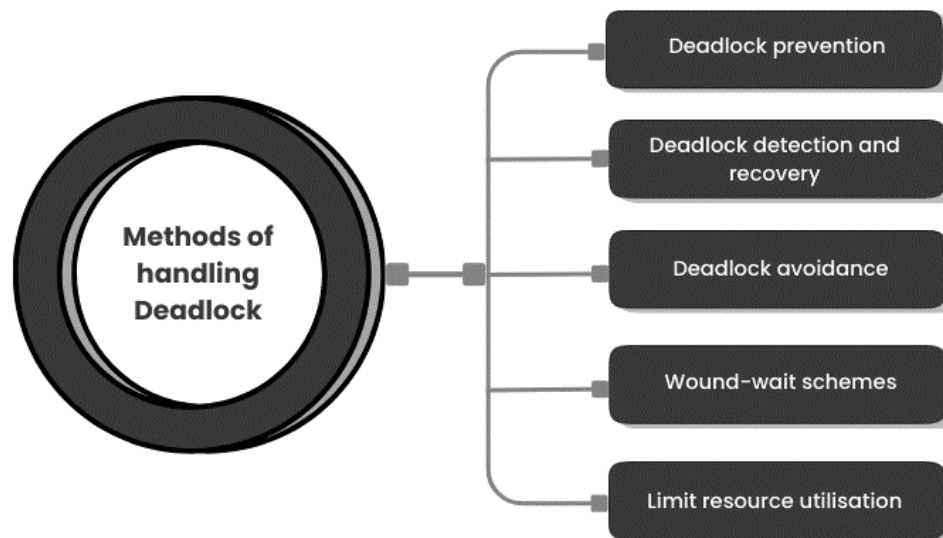 Methods of
handling
Deadlock
Deadlock prevention
Deadlock detection and
recovery
Deadlock avoidance
Wound-wait schemes
Limit resource utilisation